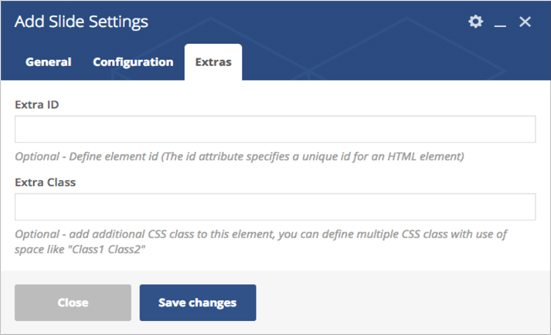 Add Slide Settings
General Configuration Extras
Extra ID
Optional - Define element id (The id attribute specifies a unique id for an HTML element)
Extra Class
Optional - add additional CSS class to this element, you can define multiple CSS class with use of
space like "Class1 Class2"
Close Save changes